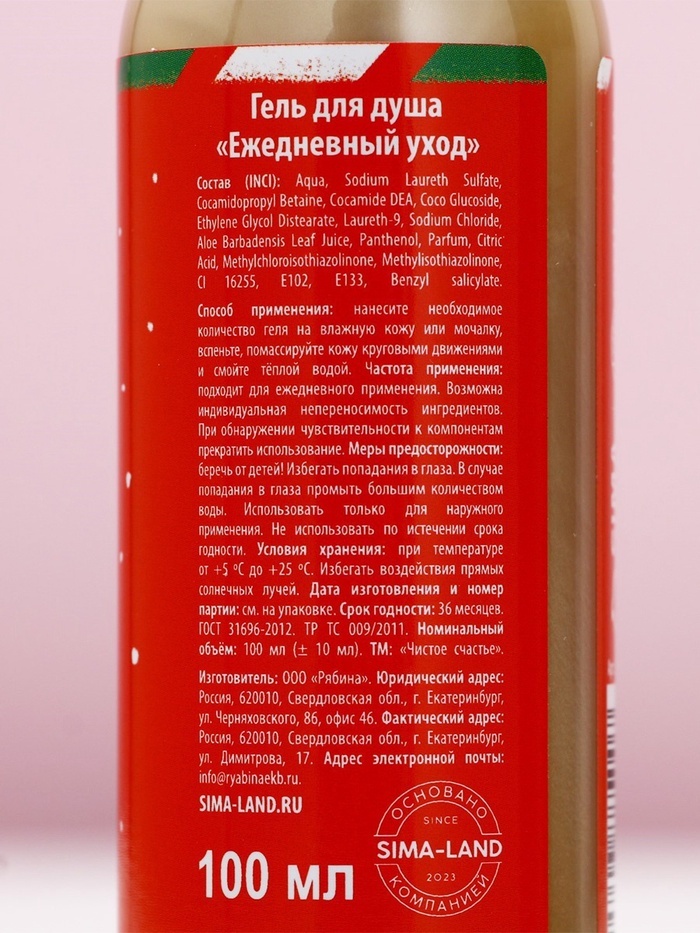 Гель для душа
«Ежедневный уход»
Состав (INCI): Aqua, Sodium Laureth Sulfate,
Cocamidopropyl Betaine, Cocamide DEA, Coco Glucoside,
Ethylene Glycol Distearate, Laureth-9, Sodium Chloride,
Aloe Barbadensis Leaf Juice, Panthenol, Parfum, Citric
Acid, Methylchloroisothiazolinone, Methylisothiazolinone,
CI 16255, E102, E133, Benzyl salicylate.
Способ применения: нанесите необходимое
количество геля на влажную кожу или мочалку,
вспеньте, помассируйте кожу круговыми движениями
и смойте тёплой водой. Частота применения:
подходит для ежедневного применения. Возможна
индивидуальная непереносимость ингредиентов.
При обнаружении чувствительности к компонентам
прекратить использование. Меры предосторожности:
беречь от детей! Избегать попадания в глаза. В случае
попадания в глаза промыть большим количеством
воды. Использовать только для наружного
применения. Не использовать по истечении срока
годности. Условия хранения: при температуре
от +5 ºС до +25 ºС. Избегать воздействия прямых
солнечных лучей. Дата изготовления и номер
партии: см. на упаковке. Срок годности: 36 месяцев.
ГОСТ 31696-2012. ТР ТС 009/2011. Номинальный
объём: 100 мл (± 10 мл). ТМ: «Чистое счастье».
Изготовитель: ООО «Рябина». Юридический адрес:
Россия, 620010, Свердловская обл., г. Екатеринбург,
ул. Черняховского, 86, офис 46. Фактический адрес:
Россия, 620010, Свердловская обл., г. Екатеринбург,
ул. Димитрова, 17. Адрес электронной почты:
info@ryabinaekb.ru.
SIMA-LAND.RU
100 мл
ОСНОВАНО
SINCE
SIMA-LAND
2023
КОМПАНИЕЙ